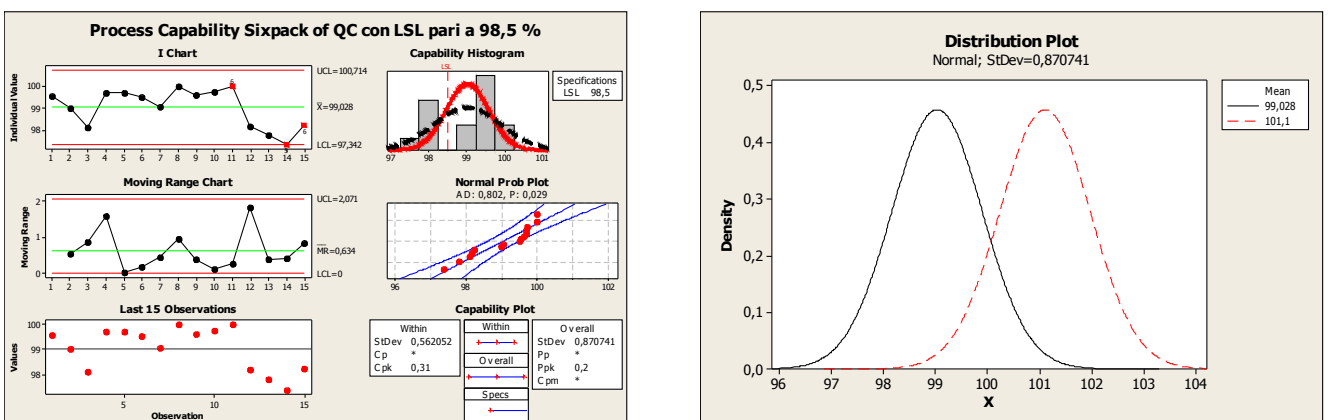 Process Capability Sixpack of QC con LSL pari a 98,5 %
I Chart
Individual Value
100
99
98
1 2 3 4 5 6 7 8 9 10 11 12 13 14 15
UCL=100,714
X=99,028
LCL=97,342
6
6
Moving Range Chart
Moving Range
2
1
0
1 2 3 4 5 6 7 8 9 10 11 12 13 14 15
UCL=2,071
MR=0,634
LCL=0
Last 15 Observations
Values
100
99
98
5 10 15
Observation
Capability Histogram
LSL
97 98 99 100 101
Specifications
LSL 98,5
Normal Prob Plot
AD: 0,802, P: 0,029
96 98 100 102
Capability Plot
Within
StDev 0,562052
Cp *
Cpk 0,31
Within
Overall
Specs
Overall
StDev 0,870741
Pp *
Ppk 0,2
Cpm *
Distribution Plot
Normal; StDev=0,870741
Density
0,5
0,4
0,3
0,2
0,1
0,0
96 97 98 99 100 101 102 103 104
X
Mean
99,028
101,1